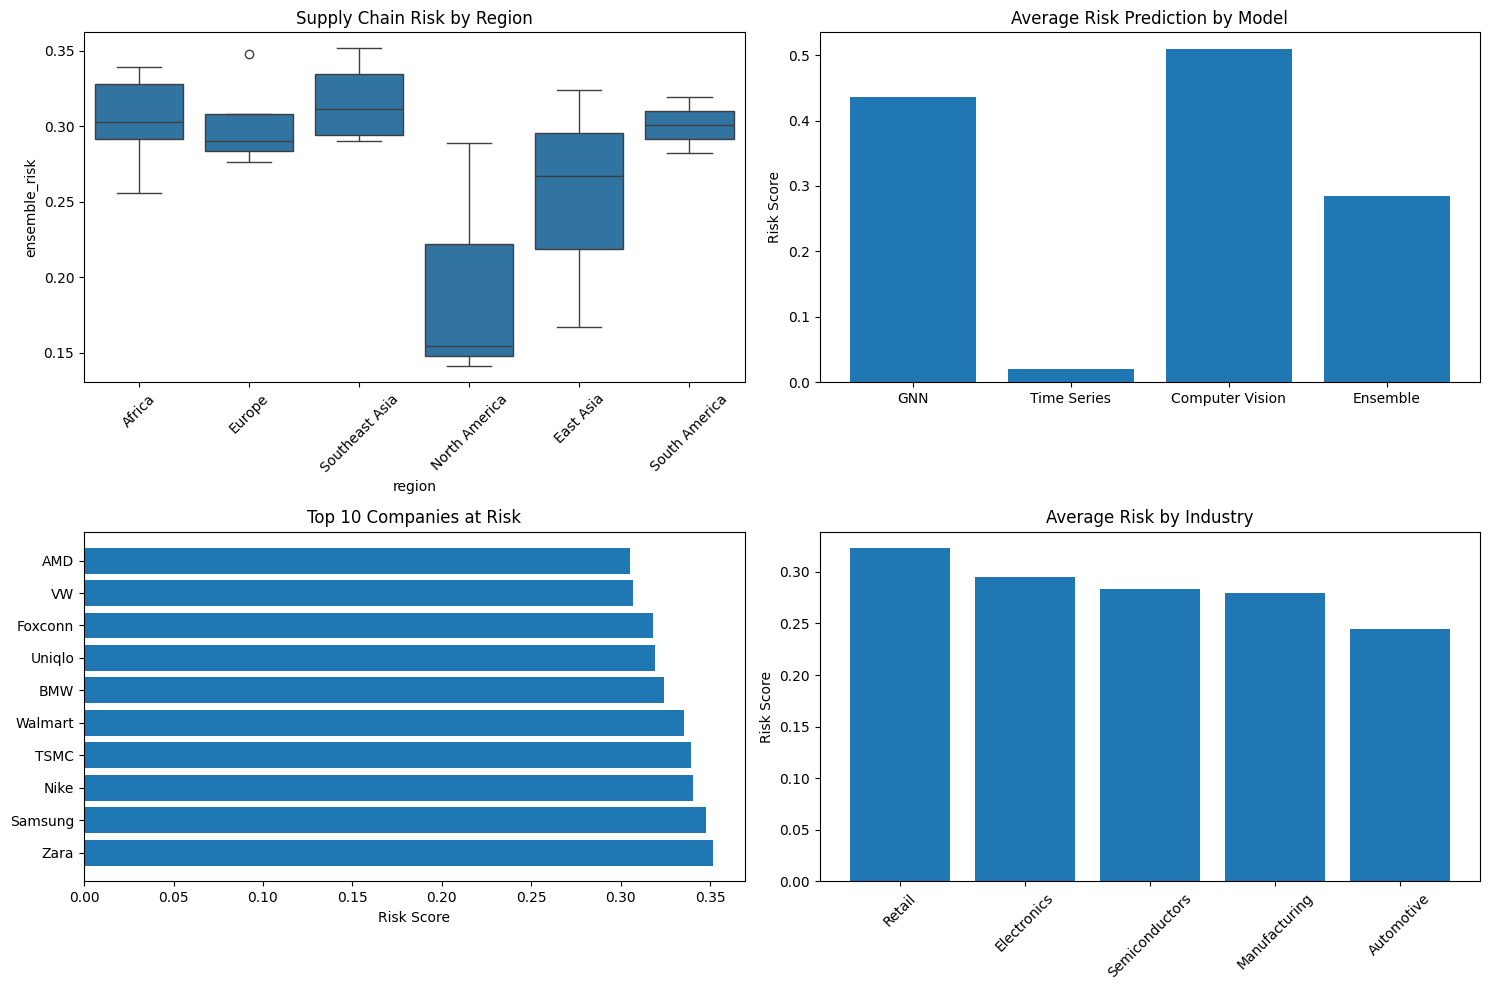 Supply Chain Risk by Region
0.35
0.30
0.25
0.20
0.15
ensemble_risk
Africa
Europe
Southeast Asia
North America
East Asia
South America
region
Average Risk Prediction by Model
0.5
0.4
0.3
0.2
0.1
0.0
Risk Score
GNN
Time Series
Computer Vision
Ensemble
Top 10 Companies at Risk
AMD
VW
Foxconn
Uniqlo
BMW
Walmart
TSMC
Nike
Samsung
Zara
0.00
0.05
0.10
0.15
0.20
0.25
0.30
0.35
Risk Score
Average Risk by Industry
0.30
0.25
0.20
0.15
0.10
0.05
0.00
Risk Score
Retail
Electronics
Semiconductors
Manufacturing
Automotive